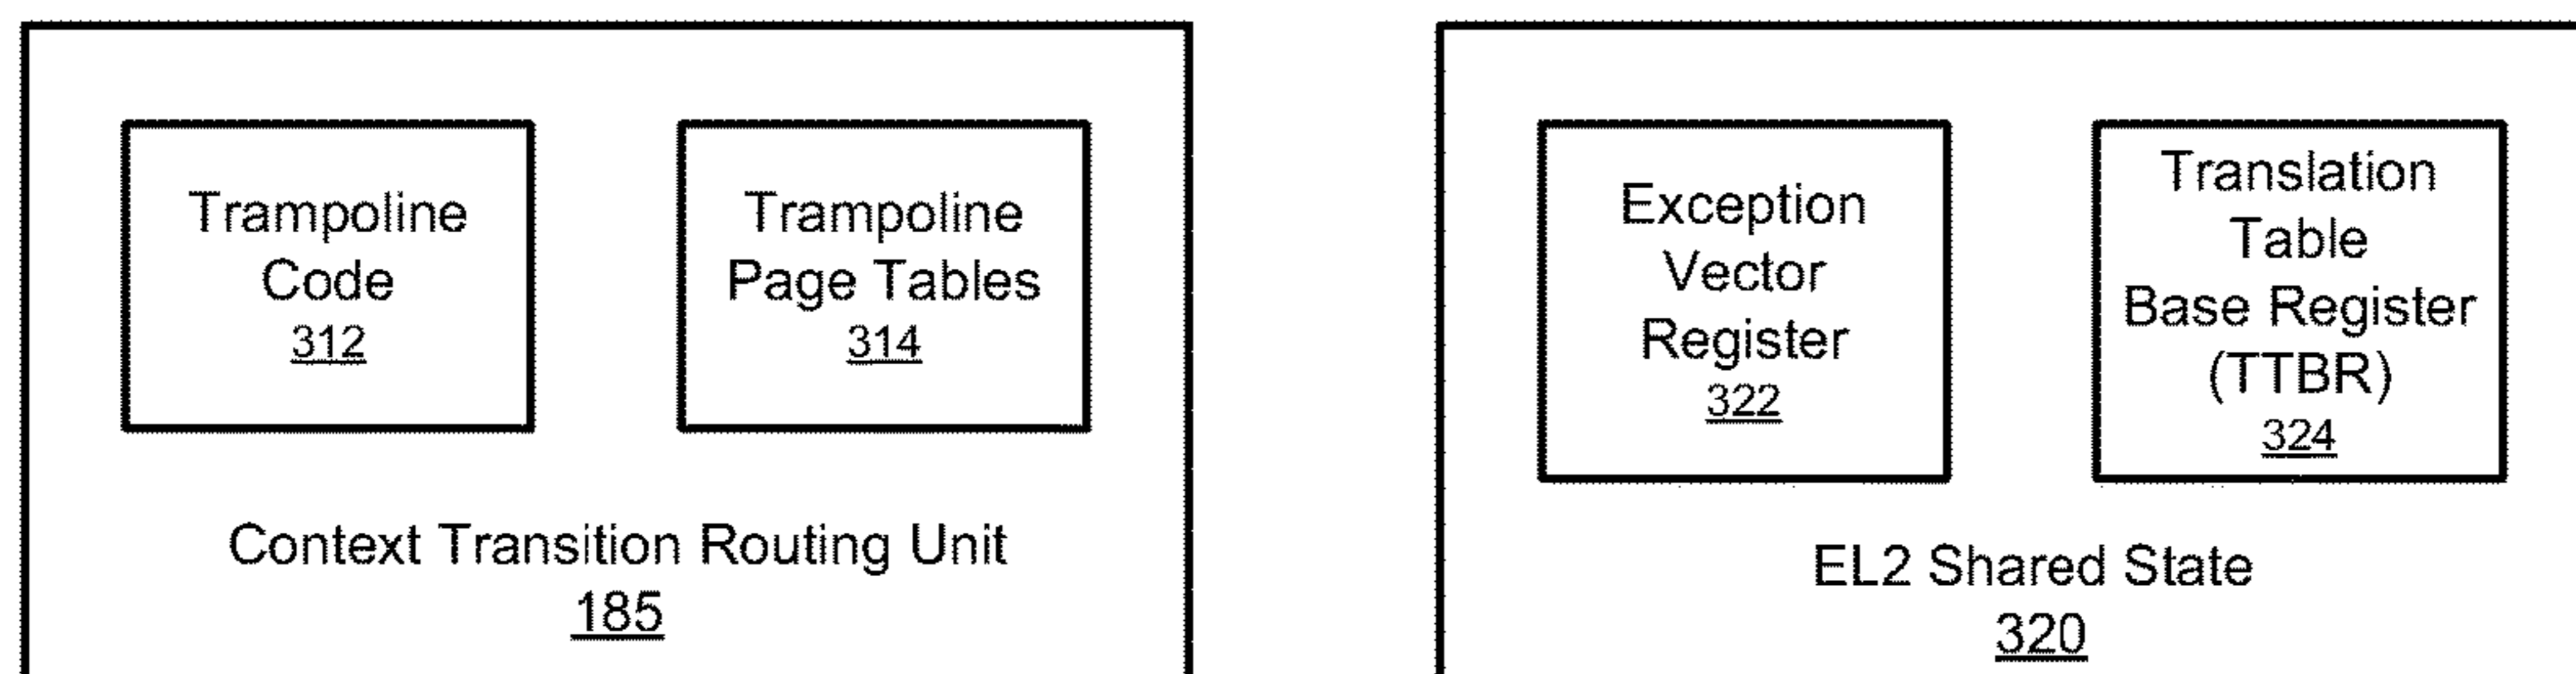 Trampoline
Code
312
Trampoline
Page Tables
314
Context Transition Routing Unit
185
Exception
Vector
Register
322
Translation
Table
Base Register
(TTBR)
324
EL2 Shared State
320